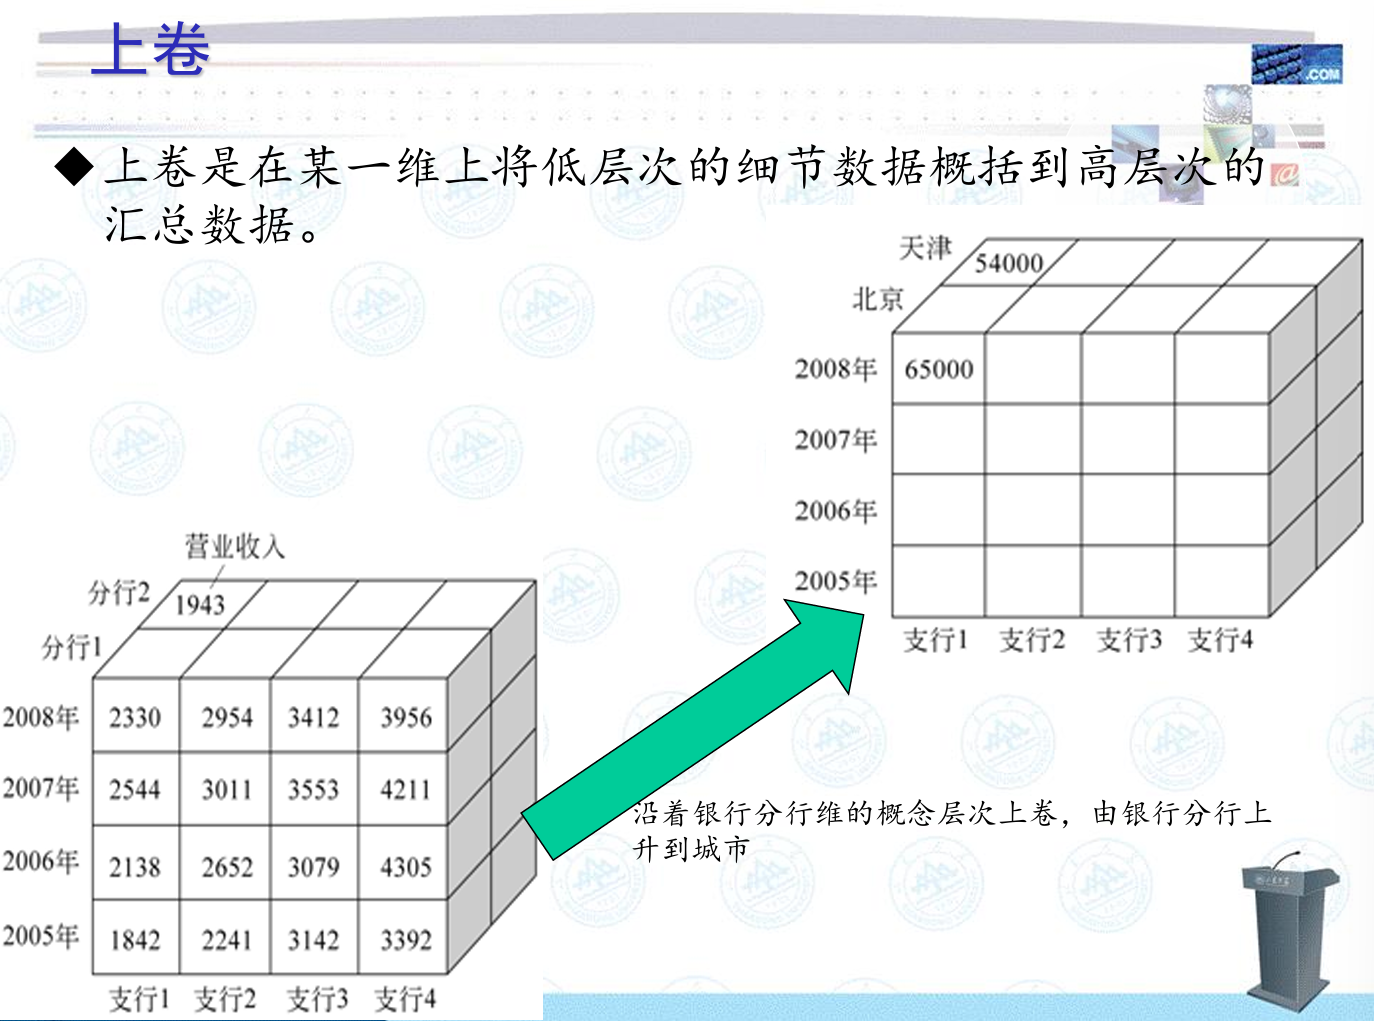 上卷
.COM
◆上卷是在某一维上将低层次的细节数据概括到高层次的
汇总数据。
@
天津 54000
北京
2008年 65000
2007年
2006年
2005年
支行1 支行2 支行3 支行4
营业收入
分行2 1943
分行1
2008年 2330 2954 3412 3956
2007年 2544 3011 3553 4211
2006年 2138 2652 3079 4305
2005年 1842 2241 3142 3392
支行1 支行2 支行3 支行4
沿着银行分行维的概念层次上卷，由银行分行上
升到城市